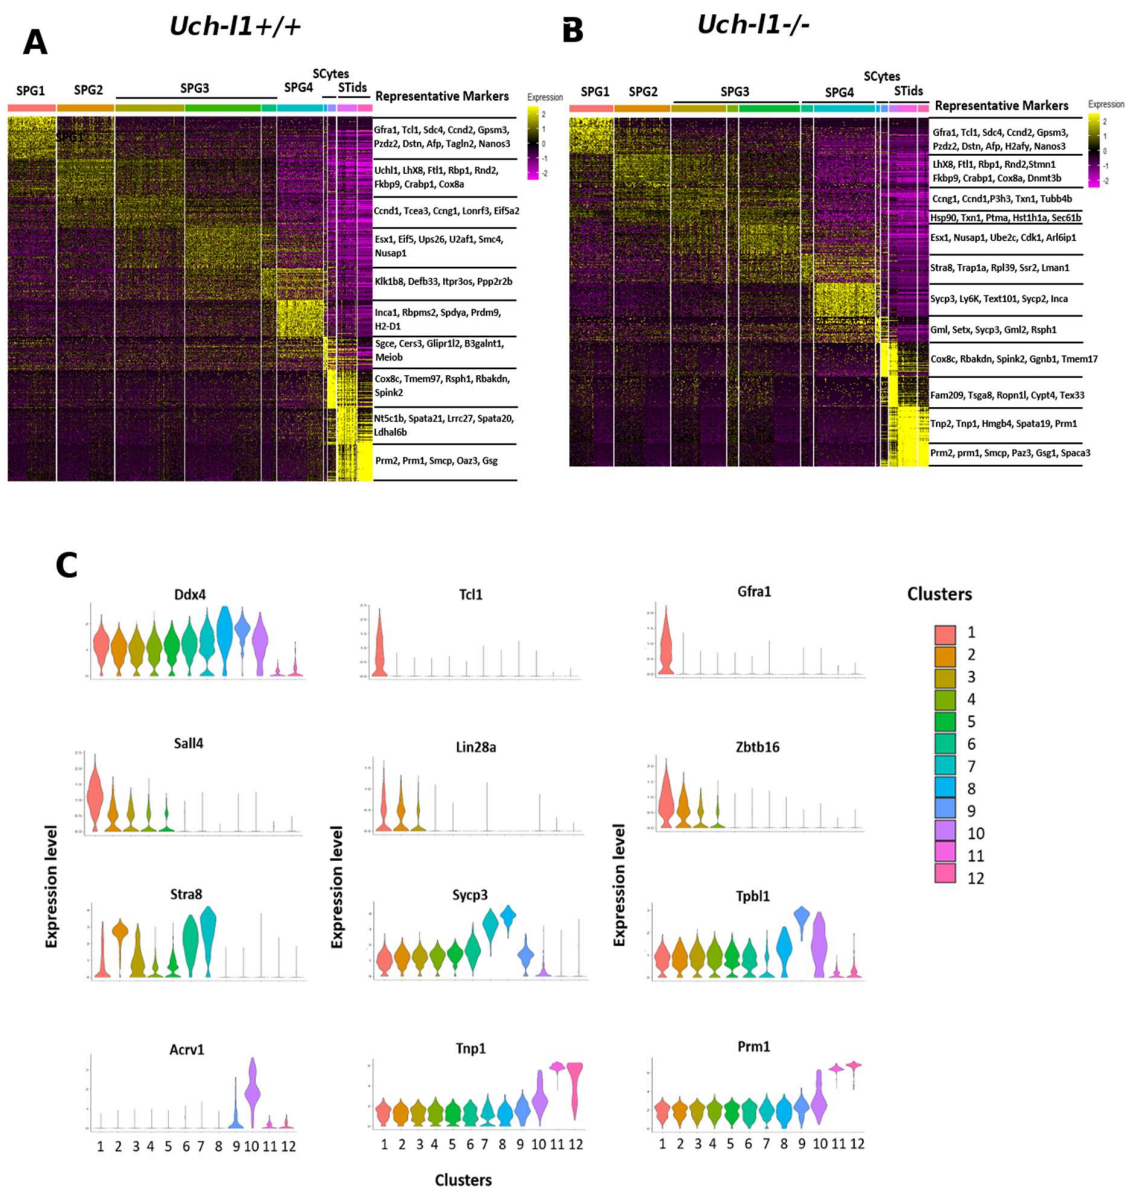 Uch-l1+/+
Uch-l1-/-
A
B
SCytes
SPG1 SPG2 SPG3 SPG4 STids
Representative Markers
Expression
2
1
0
-1
-2
SPG1
Gfra1, Tcl1, Sdc4, Ccnd2, Gpsm3,
Pzdz2, Dstn, Afp, Tagln2, Nanos3
Uchl1, LhX8, Ftl1, Rbp1, Rnd2,
Fkbp9, Crabp1, Cox8a
Ccnd1, Tcea3, Ccng1, Lonrf3, Eif5a2
Esx1, Eif5, Ups26, U2af1, Smc4,
Nusap1
Klk1b8, Defb33, Itpr3os, Ppp2r2b
Inca1, Rbpms2, Spdya, Prdm9,
H2-D1
Sgce, Cers3, Glipr1l2, B3galnt1,
Meiob
Cox8c, Tmem97, Rsph1, Rbakdn,
Spink2
Nt5c1b, Spata21, Lrrc27, Spata20,
Ldhal6b
Prm2, Prm1, Smcp, Oaz3, Gsg
SCytes
SPG1 SPG2 SPG3 SPG4 STids
Representative Markers
Expression
2
1
0
-1
-2
Gfra1, Tcl1, Sdc4, Ccnd2, Gpsm3,
Pzdz2, Dstn, Afp, H2afy, Nanos3
LhX8, Ftl1, Rbp1, Rnd2,Stmn1
Fkbp9, Crabp1, Cox8a, Dnmt3b
Ccng1, Ccnd1,P3h3, Txn1, Tubb4b
Hsp90, Txn1, Ptma, Hst1h1a, Sec61b
Esx1, Nusap1, Ube2c, Cdk1, Arl6ip1
Stra8, Trap1a, Rpl39, Ssr2, Lman1
Sycp3, Ly6K, Text101, Sycp2, Inca
Gml, Setx, Sycp3, Gml2, Rsph1
Cox8c, Rbakdn, Spink2, Ggnb1, Tmem17
Fam209, Tsga8, Ropn1l, Cypt4, Tex33
Tnp2, Tnp1, Hmgb4, Spata19, Prm1
Prm2, prm1, Smcp, Paz3, Gsg1, Spaca3
C
Ddx4
Tcl1
Gfra1
Sall4
Lin28a
Zbtb16
Stra8
Sycp3
Tpbl1
Acrv1
Tnp1
Prm1
Expression level
Expression level
Expression level
1 2 3 4 5 6 7 8 9 10 11 12
1 2 3 4 5 6 7 8 9 10 11 12
1 2 3 4 5 6 7 8 9 10 11 12
Clusters
Clusters
1
2
3
4
5
6
7
8
9
10
11
12